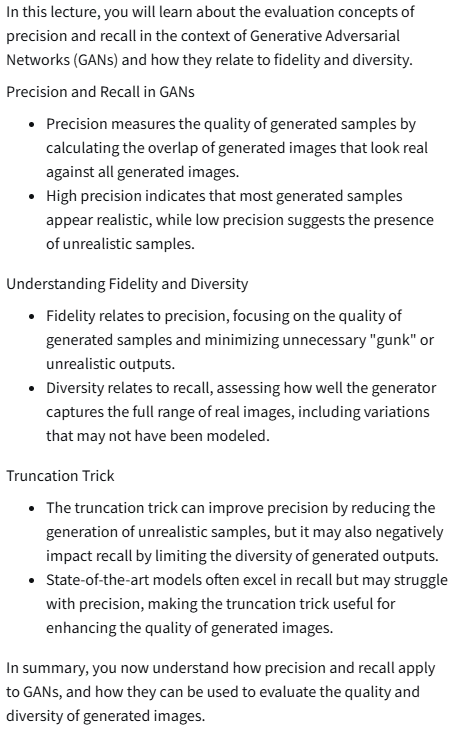 In this lecture, you will learn about the evaluation concepts of
precision and recall in the context of Generative Adversarial
Networks (GANs) and how they relate to fidelity and diversity.
Precision and Recall in GANs
• Precision measures the quality of generated samples by
calculating the overlap of generated images that look real
against all generated images.
• High precision indicates that most generated samples
appear realistic, while low precision suggests the presence
of unrealistic samples.
Understanding Fidelity and Diversity
• Fidelity relates to precision, focusing on the quality of
generated samples and minimizing unnecessary "gunk" or
unrealistic outputs.
• Diversity relates to recall, assessing how well the generator
captures the full range of real images, including variations
that may not have been modeled.
Truncation Trick
• The truncation trick can improve precision by reducing the
generation of unrealistic samples, but it may also negatively
impact recall by limiting the diversity of generated outputs.
• State-of-the-art models often excel in recall but may struggle
with precision, making the truncation trick useful for
enhancing the quality of generated images.
In summary, you now understand how precision and recall apply
to GANs, and how they can be used to evaluate the quality and
diversity of generated images.